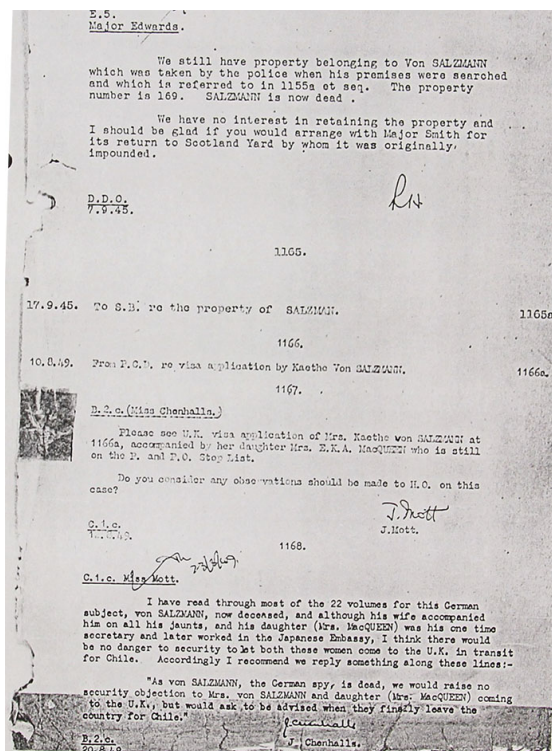 E.5.
Major Edwards.
We still have property belonging to Von SALZMANN
which was taken by the police when his premises were searched
and which is referred to in 1155a et seq. The property
number is 169. SALZMANN is now dead .
We have no interest in retaining the property and
I should be glad if you would arrange with Major Smith for
its return to Scotland Yard by whom it was originally
impounded.
RH
D.D.O.
7.9.45.
1165.
17.9.45. To S.B. re the property of SALZMAN. 1165a
1166.
10.8.49. From P.C.D. re visa application by Kaethe Von SALZMANN. 1166a.
1167.
B.2.c.(Miss Chenhalls.)
Please see U.K. visa application of Mrs. Kaethe von SALZMANN at
1166a, accompanied by her daughter Mrs. E.K.A. MacQUEEN who is still
on the P. and P.O. Stop List.
Do you consider any observations should be made to H.O. on this
case?
J. Mott
C.1.c. J.Mott.
1168.
C.1.c. Miss Mott.
I have read through most of the 22 volumes for this German
subject, von SALZMANN, now deceased, and although his wife accompanied
him on all his jaunts, and his daughter (Mrs. MacQUEEN) was his one time
secretary and later worked in the Japanese Embassy, I think there would
be no danger to security to let both these women come to the U.K. in transit
for Chile. Accordingly I recommend we reply something along these lines:-
"As von SALZMANN, the German spy, is dead, we would raise no
security objection to Mrs. von SALZMANN and daughter (Mrs. MacQUEEN) coming
to the U.K., but would ask to be advised when they finally leave the
country for Chile."
J. Chenhalls
B.2.c. J. Chenhalls.
20.8.49